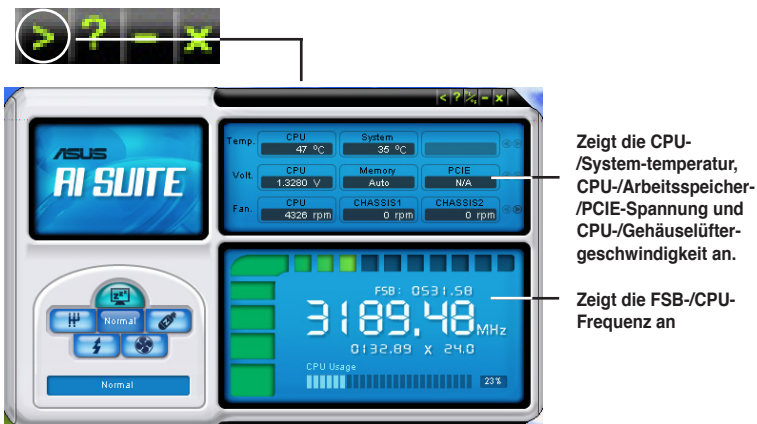 > ? - x
< ? °C/°F - x
ASUS
AI SUITE
Temp. CPU System
47 °C 35 °C
Volt. CPU Memory PCIE
1.3280 V Auto N/A
Fan. CPU CHASSIS1 CHASSIS2
4326 rpm 0 rpm 0 rpm
Zeigt die CPU-
/System-temperatur,
CPU-/Arbeitsspeicher-
/PCIE-Spannung und
CPU-/Gehäuselüfter-
geschwindigkeit an.
FSB: 0531.58
3189.48 MHz
0132.89 x 24.0
CPU Usage
23%
Zeigt die FSB-/CPU-
Frequenz an
Normal
Normal